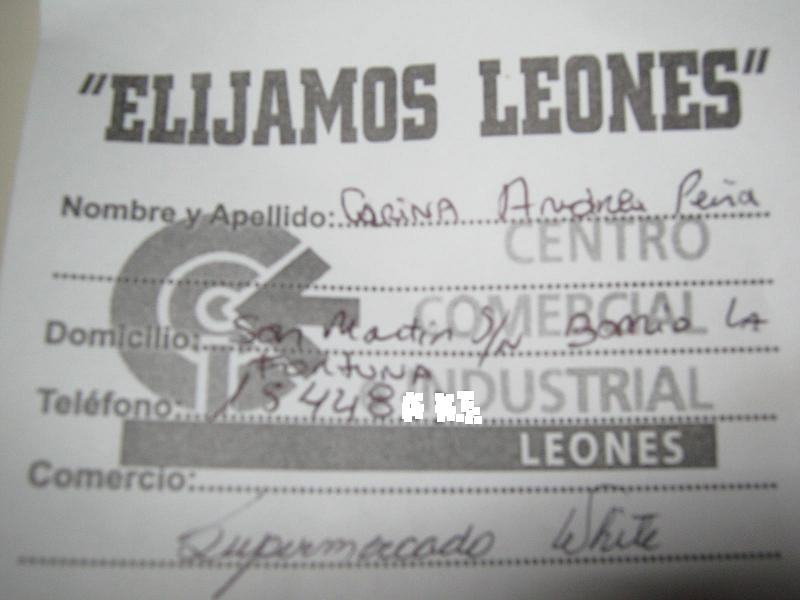 "ELIJAMOS LEONES"
Nombre y Apellido: CARINA Andrea Peña
CENTRO
COMERCIAL
Domicilio: San Martin S/N Barrio LA
FORTUNA
E INDUSTRIAL
Teléfono: 15448
LEONES
Comercio:
Supermercado White